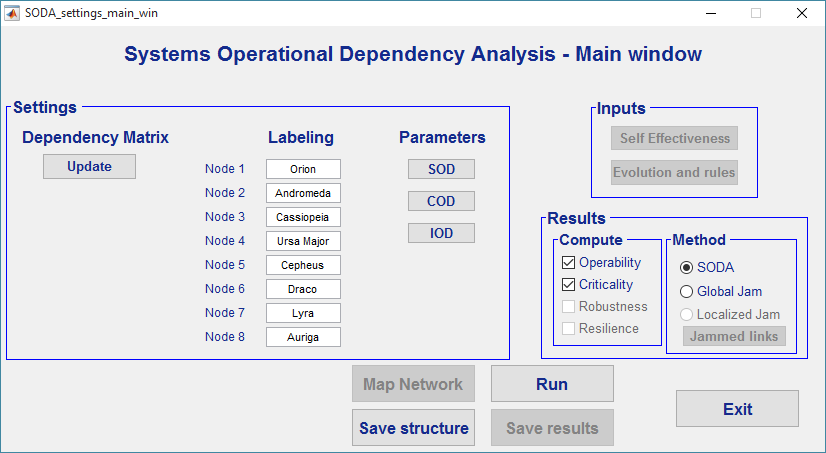 SODA_settings_main_win
Systems Operational Dependency Analysis - Main window
Settings
Dependency Matrix
Update
Labeling
Node 1 Orion
Node 2 Andromeda
Node 3 Cassiopeia
Node 4 Ursa Major
Node 5 Cepheus
Node 6 Draco
Node 7 Lyra
Node 8 Auriga
Parameters
SOD
COD
IOD
Inputs
Self Effectiveness
Evolution and rules
Results
Compute
Operability
Criticality
Robustness
Resilience
Method
SODA
Global Jam
Localized Jam
Jammed links
Map Network
Run
Save structure
Save results
Exit